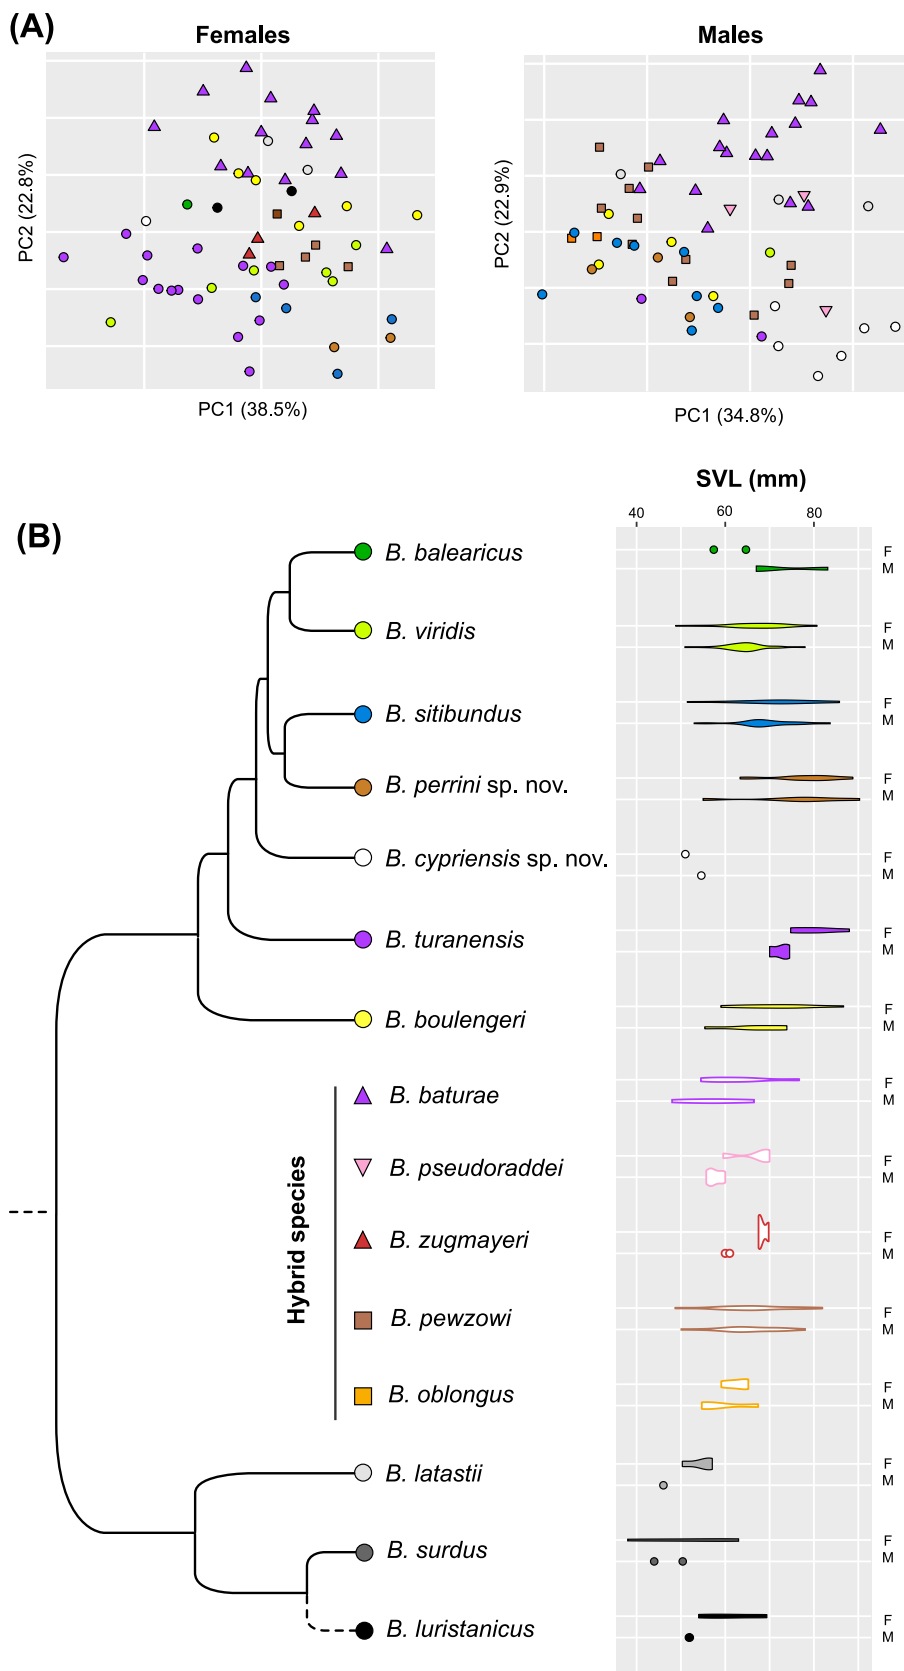 (A)
Females
Males
PC2 (22.8%)
PC1 (38.5%)
PC2 (22.9%)
PC1 (34.8%)
(B)
SVL (mm)
40 60 80
B. balearicus
F
M
B. viridis
F
M
B. sitibundus
F
M
B. perrini sp. nov.
F
M
B. cypriensis sp. nov.
F
M
B. turanensis
F
M
B. boulengeri
F
M
Hybrid species
B. baturae
F
M
B. pseudoraddei
F
M
B. zugmayeri
F
M
B. pewzowi
F
M
B. oblongus
F
M
B. latastii
F
M
B. surdus
F
M
B. luristanicus
F
M